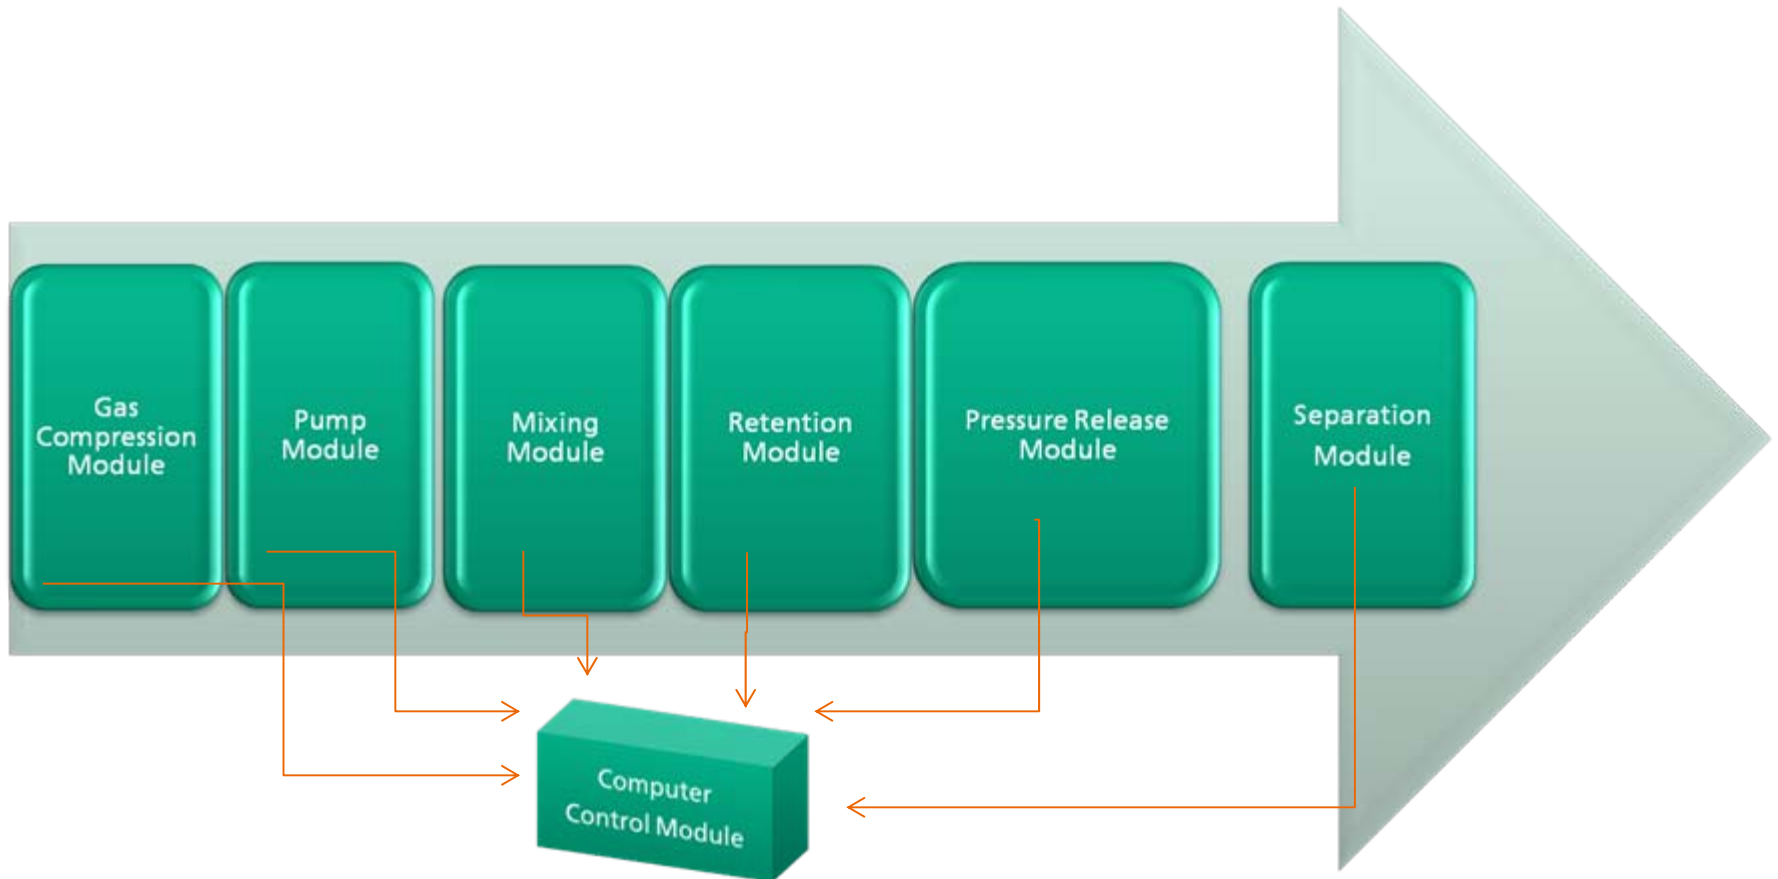 Gas
Compression
Module
Pump
Module
Mixing
Module
Retention
Module
Pressure Release
Module
Separation
Module
Computer
Control Module